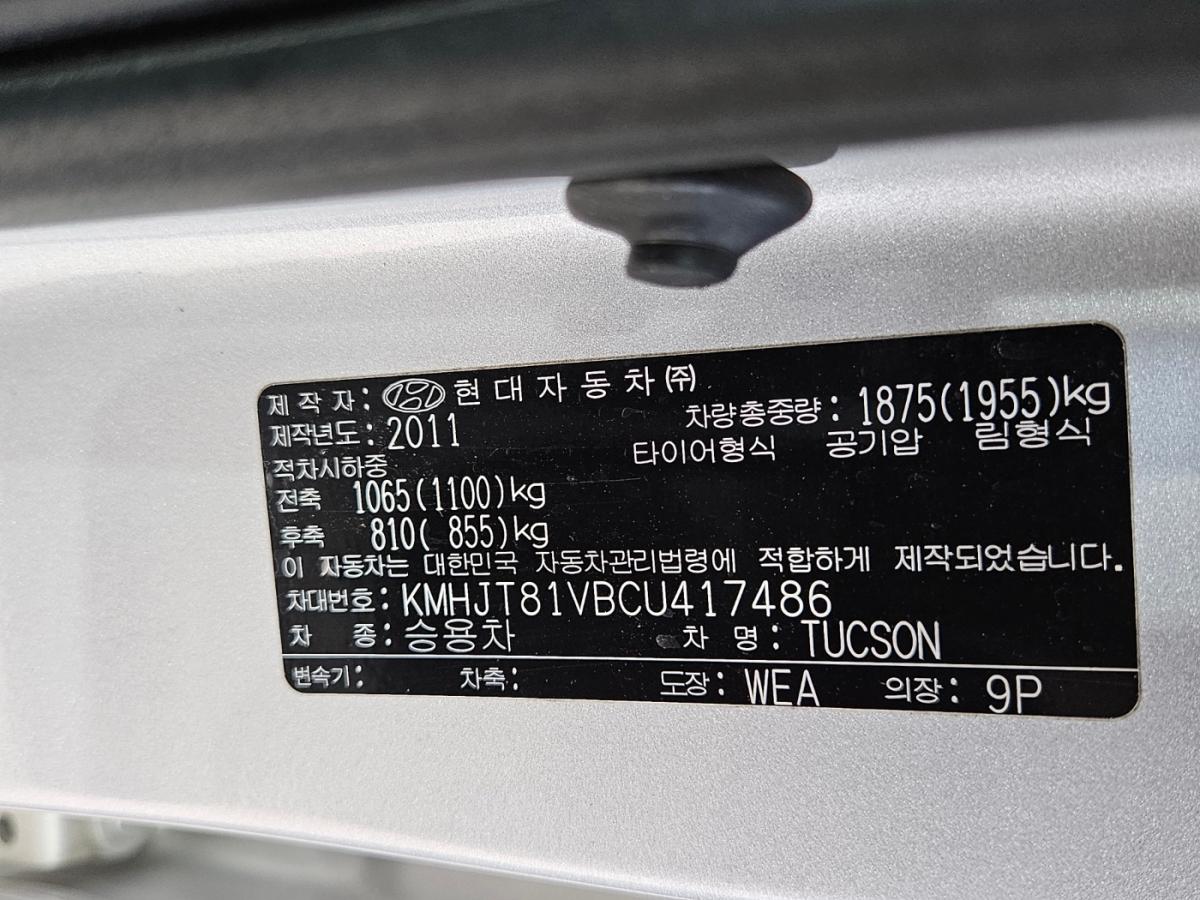 제 작 자: 현대자동차㈜
제작년도: 2011 차량총중량: 1875(1955)kg
적차시하중 타이어형식 공기압 림형식
전축 1065(1100)kg
후축 810( 855)kg
이 자동차는 대한민국 자동차관리법령에 적합하게 제작되었습니다.
차대번호: KMHJT81VBCU417486
차 종: 승용차 차 명: TUCSON
변속기: 차축: 도장: WEA 의장: 9P